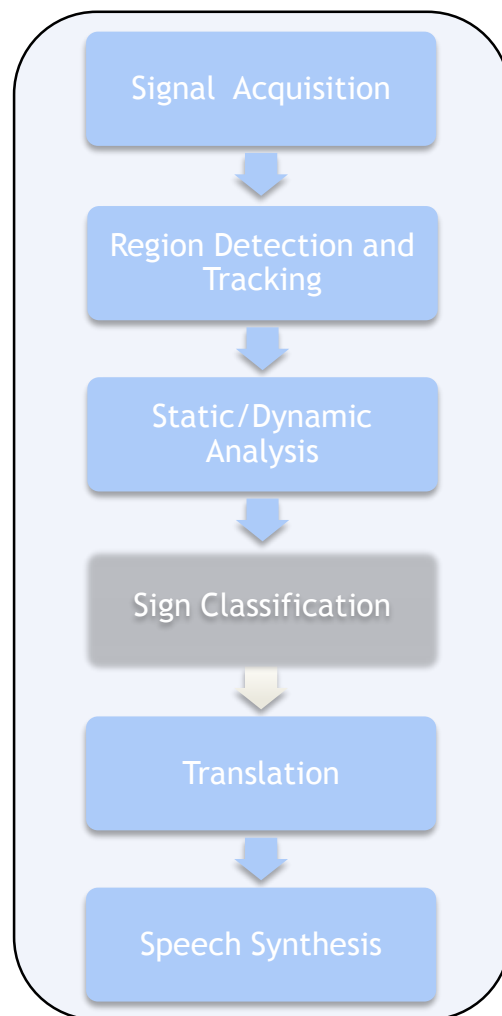 Signal Acquisition
Region Detection and
Tracking
Static/Dynamic
Analysis
Sign Classification
Translation
Speech Synthesis